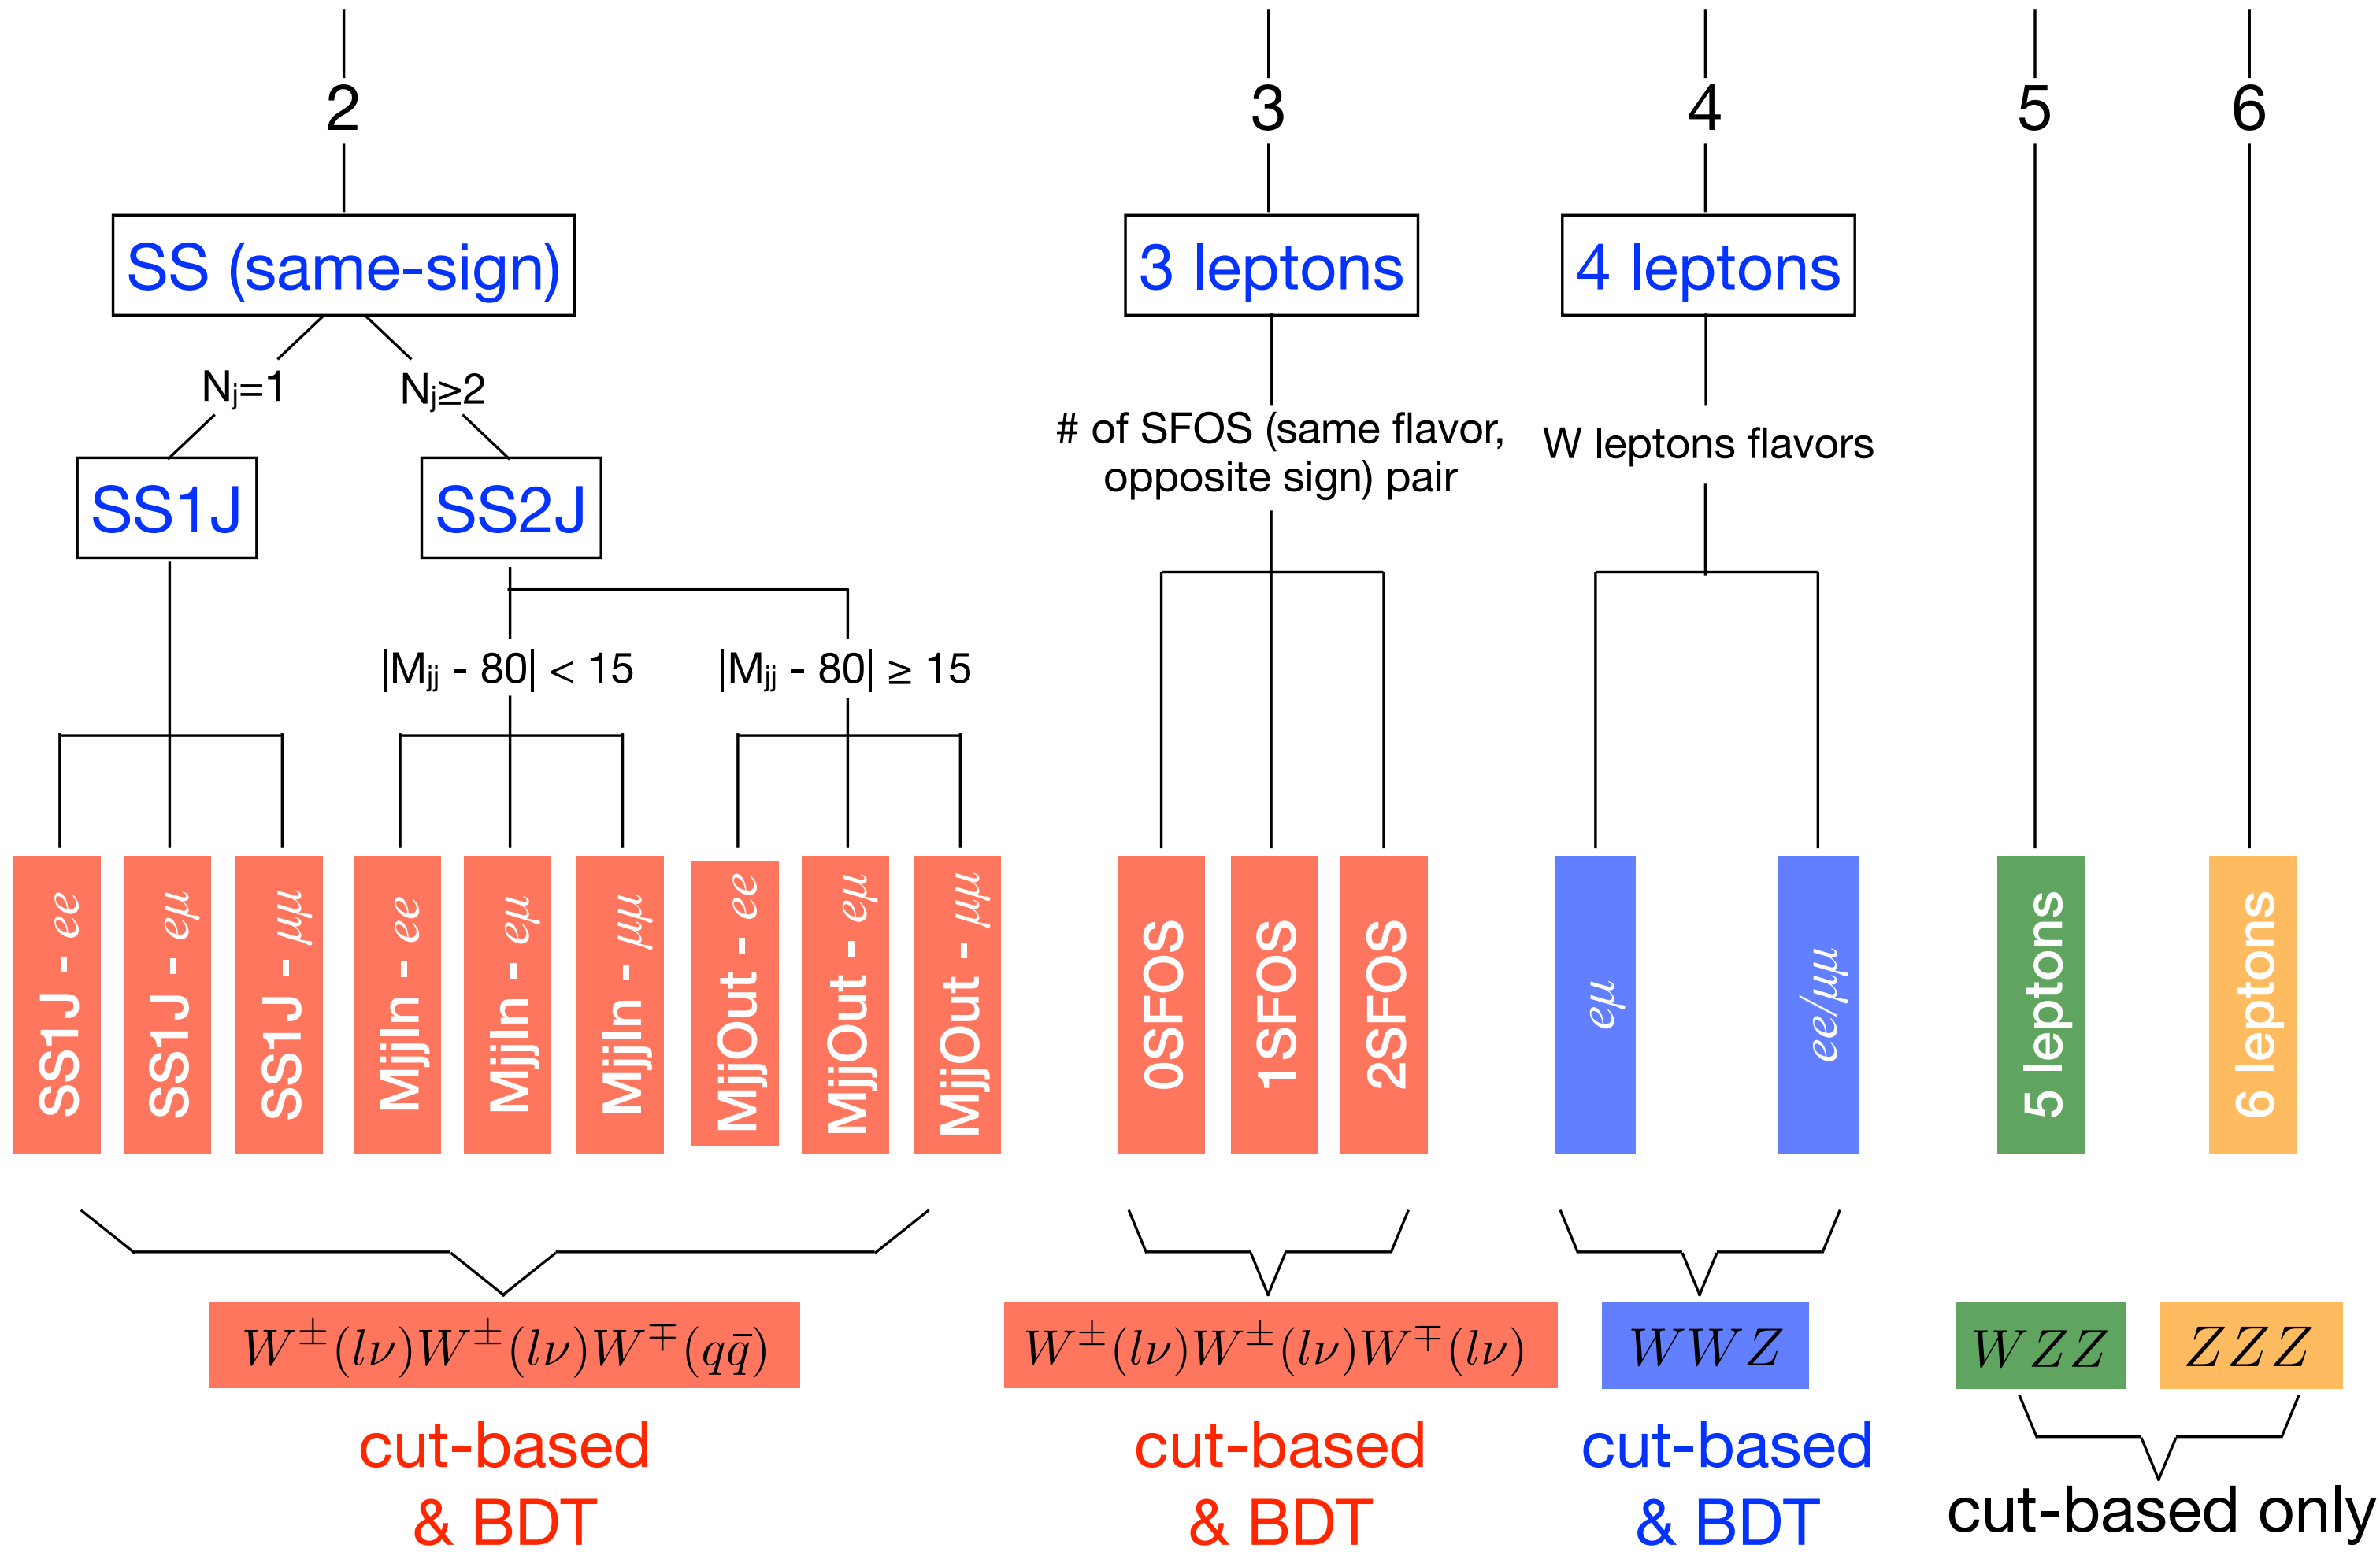 2
3
4
5
6
SS (same-sign)
3 leptons
4 leptons
Nj=1
Nj≥2
# of SFOS (same flavor,
opposite sign) pair
W leptons flavors
SS1J
SS2J
|Mjj - 80| < 15
|Mjj - 80| ≥ 15
SS1J - ee
SS1J - eμ
SS1J - μμ
MjjIn - ee
MjjIn - eμ
MjjIn - μμ
MjjOut - ee
MjjOut - eμ
MjjOut - μμ
0SFOS
1SFOS
2SFOS
eμ
ee/μμ
5 leptons
6 leptons
W±(lν)W±(lν)W∓(qq̄)
W±(lν)W±(lν)W∓(lν)
WWZ
WZZ
ZZZ
cut-based
& BDT
cut-based
& BDT
cut-based
& BDT
cut-based only